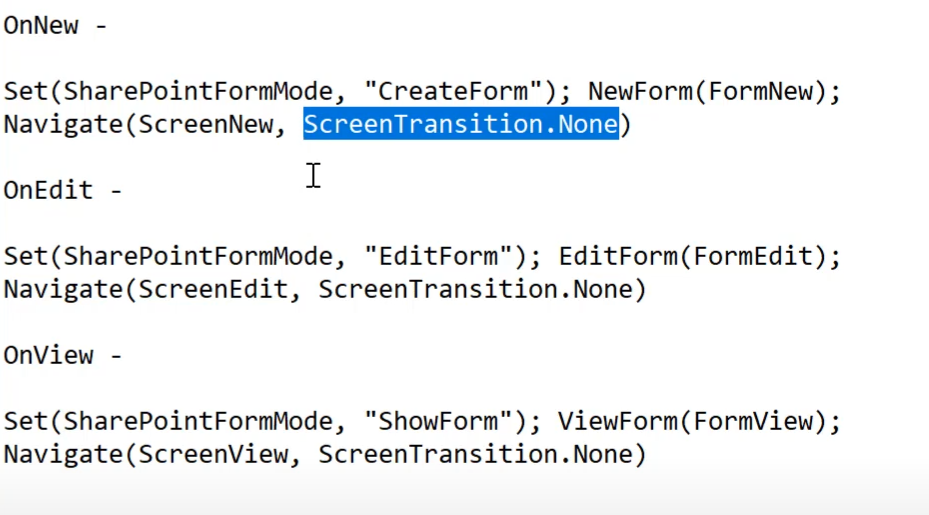 OnNew -
Set(SharePointFormMode, "CreateForm"); NewForm(FormNew);
Navigate(ScreenNew, ScreenTransition.None)
OnEdit -
Set(SharePointFormMode, "EditForm"); EditForm(FormEdit);
Navigate(ScreenEdit, ScreenTransition.None)
OnView -
Set(SharePointFormMode, "ShowForm"); ViewForm(FormView);
Navigate(ScreenView, ScreenTransition.None)